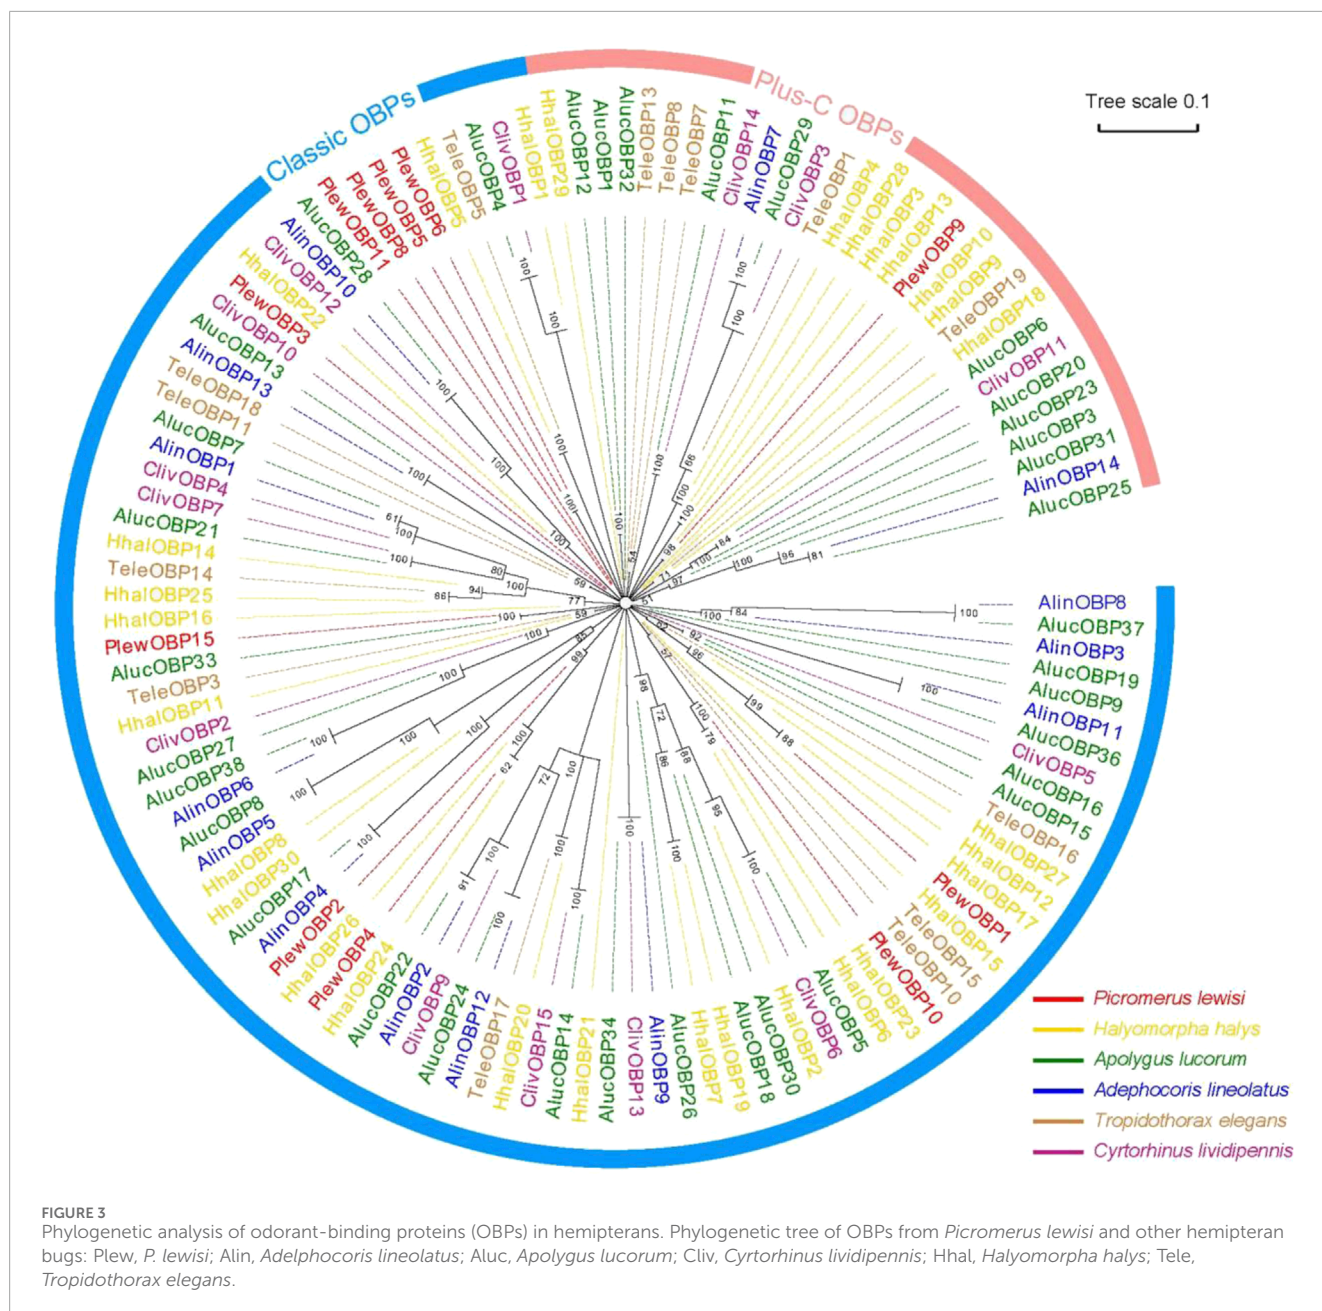 Classic OBPs
Plus-C OBPs
Tree scale 0.1
HhalOBP1
HhalOBP29
AlucOBP12
AlucOBP1
AlucOBP32
TeleOBP13
TeleOBP8
TeleOBP7
AlucOBP11
ClivOBP14
AlinOBP7
AlucOBP29
ClivOBP3
TeleOBP1
HhalOBP4
HhalOBP28
HhalOBP3
HhalOBP13
PlewOBP9
HhalOBP10
HhalOBP9
TeleOBP19
HhalOBP18
AlucOBP6
ClivOBP11
AlucOBP20
AlucOBP23
AlucOBP3
AlucOBP31
AlinOBP14
AlucOBP25
AlinOBP8
AlucOBP37
AlinOBP3
AlucOBP19
AlucOBP9
AlinOBP11
AlucOBP36
ClivOBP5
AlucOBP16
AlucOBP15
TeleOBP16
HhalOBP27
HhalOBP12
HhalOBP17
PlewOBP1
HhalOBP15
TeleOBP15
TeleOBP10
PlewOBP10
HhalOBP23
HhalOBP6
AlucOBP5
ClivOBP6
HhalOBP2
AlucOBP30
AlucOBP18
HhalOBP19
HhalOBP7
AlucOBP26
AlinOBP9
ClivOBP13
AlucOBP34
HhalOBP21
AlucOBP14
ClivOBP15
HhalOBP20
TeleOBP17
AlinOBP12
AlucOBP24
ClivOBP9
AlinOBP2
AlucOBP22
HhalOBP24
PlewOBP4
HhalOBP26
PlewOBP2
AlinOBP4
AlucOBP17
HhalOBP30
HhalOBP8
AlinOBP5
AlucOBP8
AlinOBP6
AlucOBP38
AlucOBP27
ClivOBP2
HhalOBP11
TeleOBP3
AlucOBP33
PlewOBP15
HhalOBP16
HhalOBP25
TeleOBP14
HhalOBP14
AlucOBP21
ClivOBP7
ClivOBP4
AlinOBP1
AlucOBP7
TeleOBP11
TeleOBP18
AlinOBP13
AlucOBP13
ClivOBP10
PlewOBP3
HhalOBP22
ClivOBP12
AlinOBP10
AlucOBP28
PlewOBP11
PlewOBP8
PlewOBP5
PlewOBP6
HhalOBP5
TeleOBP5
AlucOBP4
ClivOBP1
Picromerus lewisi
Halyomorpha halys
Apolygus lucorum
Adephocoris lineolatus
Tropidothorax elegans
Cyrtorhinus lividipennis
FIGURE 3
Phylogenetic analysis of odorant-binding proteins (OBPs) in hemipterans. Phylogenetic tree of OBPs from Picromerus lewisi and other hemipteran
bugs: Plew, P. lewisi; Alin, Adelphocoris lineolatus; Aluc, Apolygus lucorum; Cliv, Cyrtorhinus lividipennis; Hhal, Halyomorpha halys; Tele,
Tropidothorax elegans.